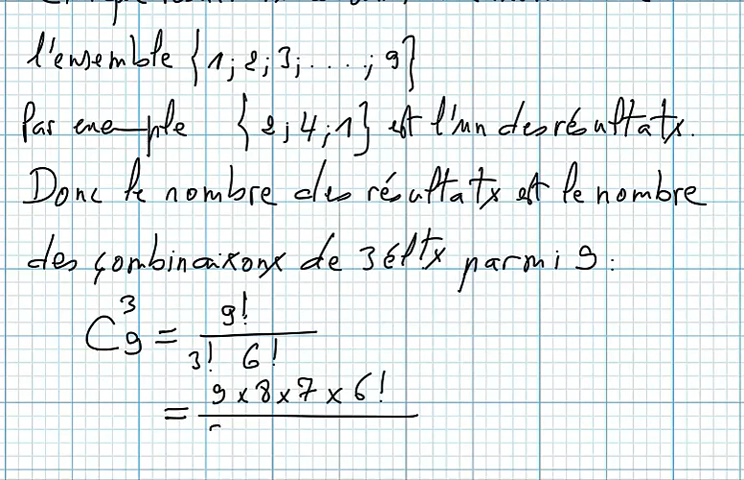 l'ensemble {1;2;3;....;9}
Par exemple {2;4;1} est l'un des résultats.
Donc le nombre des résultats est le nombre
des combinaisons de 3 élts parmi 9:
C₉³ = 9! / 3! 6!
= 9 x 8 x 7 x 6!